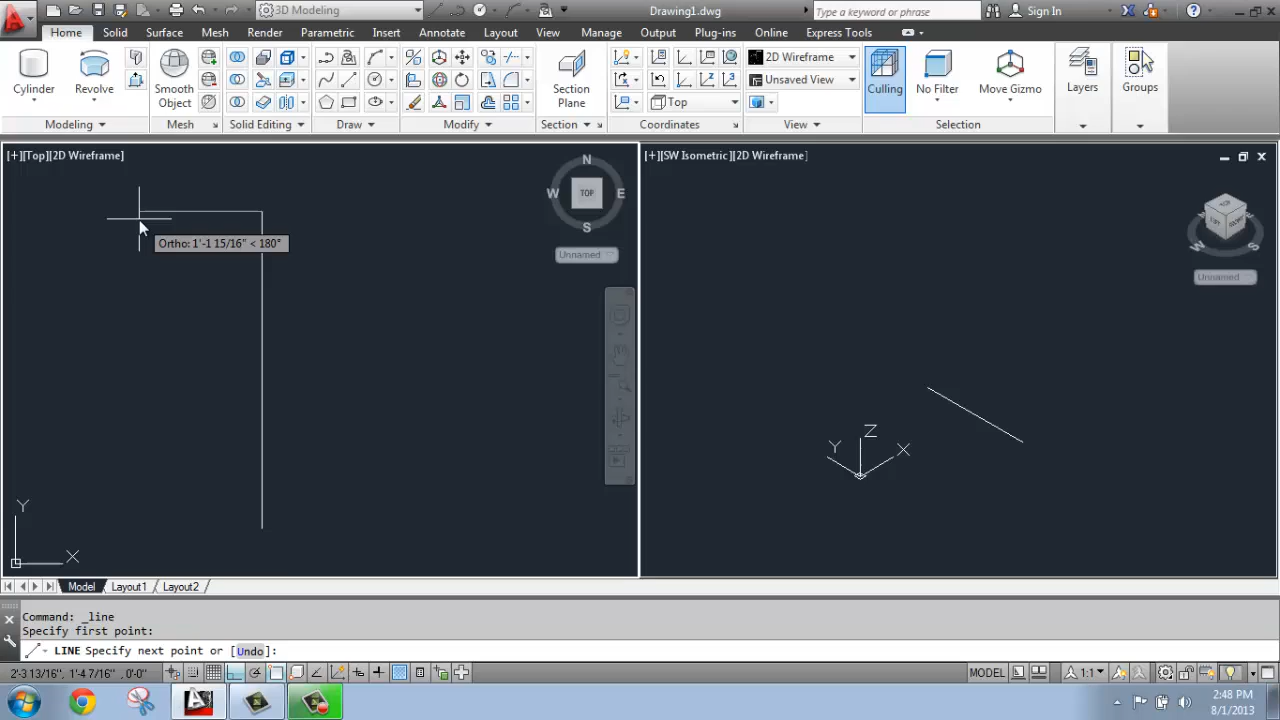 3D Modeling
Drawing1.dwg
Type a keyword or phrase
Sign In
Home Solid Surface Mesh Render Parametric Insert Annotate Layout View Manage Output Plug-ins Online Express Tools
Cylinder
Revolve
Smooth
Object
Section
Plane
2D Wireframe
Unsaved View
Top
Culling
No Filter
Move Gizmo
Layers
Groups
Modeling Mesh Solid Editing Draw Modify Section Coordinates View Selection
[+][Top][2D Wireframe]
[+][SW Isometric][2D Wireframe]
N
W TOP E
S
Unnamed
Ortho: 1'-1 15/16" < 180°
TOP
LEFT FRONT
W S
Unnamed
Z
Y X
Y
X
Model Layout1 Layout2
Command: _line
Specify first point:
LINE Specify next point or [Undo]:
2'-3 13/16", 1'-4 7/16", 0'-0"
MODEL
1:1
2:48 PM
8/1/2013